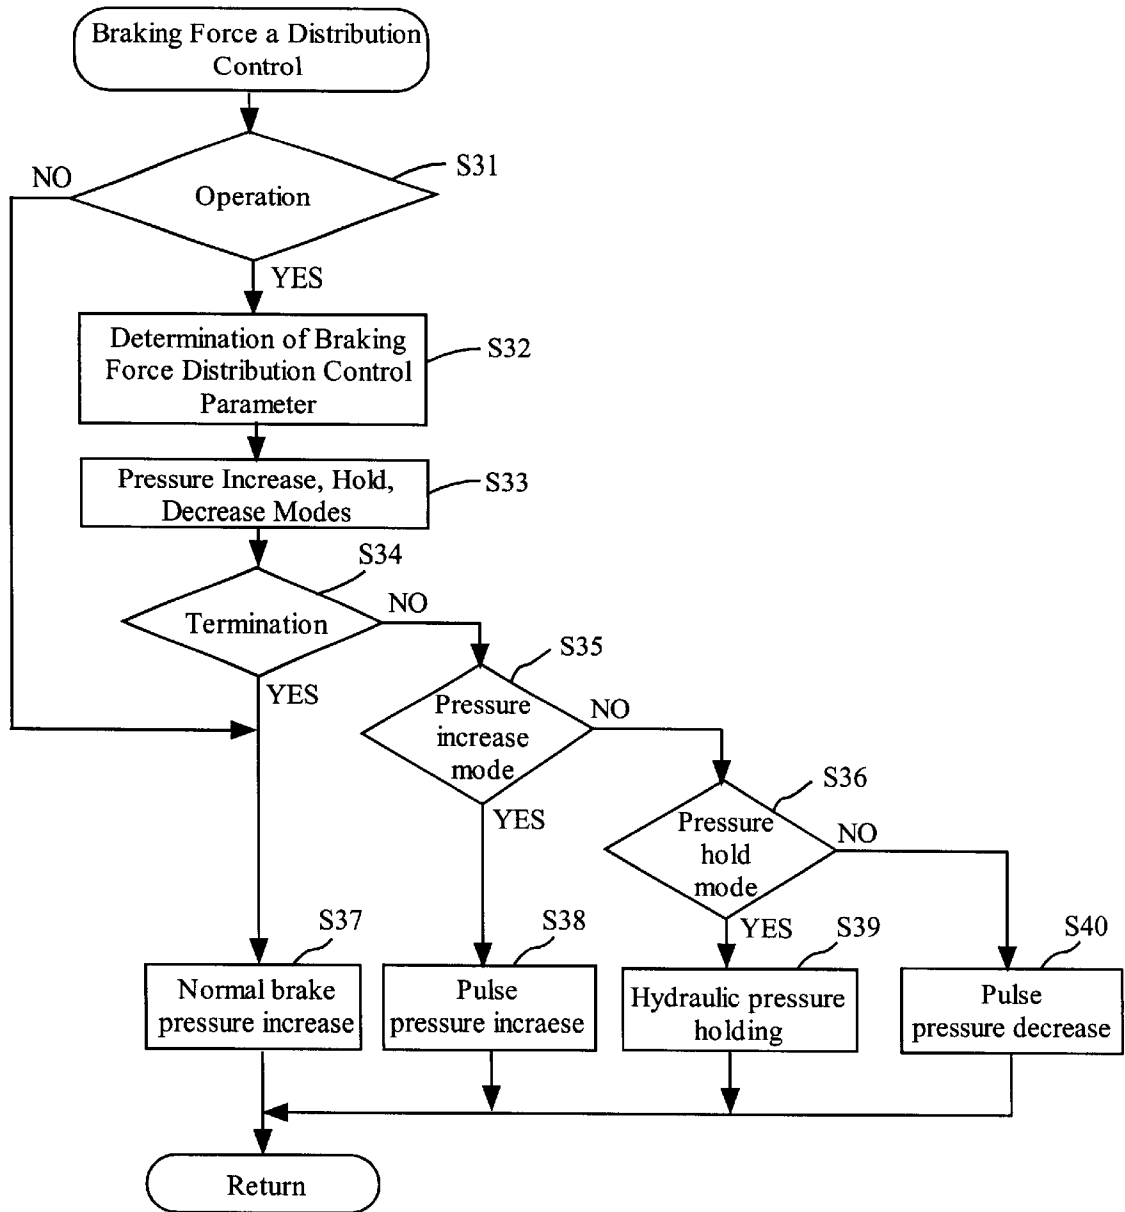 Braking Force a Distribution
Control
S31
NO
Operation
YES
Determination of Braking
Force Distribution Control
Parameter
S32
Pressure Increase, Hold,
Decrease Modes
S33
S34
Termination
NO
YES
S35
Pressure
increase
mode
NO
YES
S36
Pressure
hold
mode
NO
YES
S37
Normal brake
pressure increase
S38
Pulse
pressure incraese
S39
Hydraulic pressure
holding
S40
Pulse
pressure decrease
Return